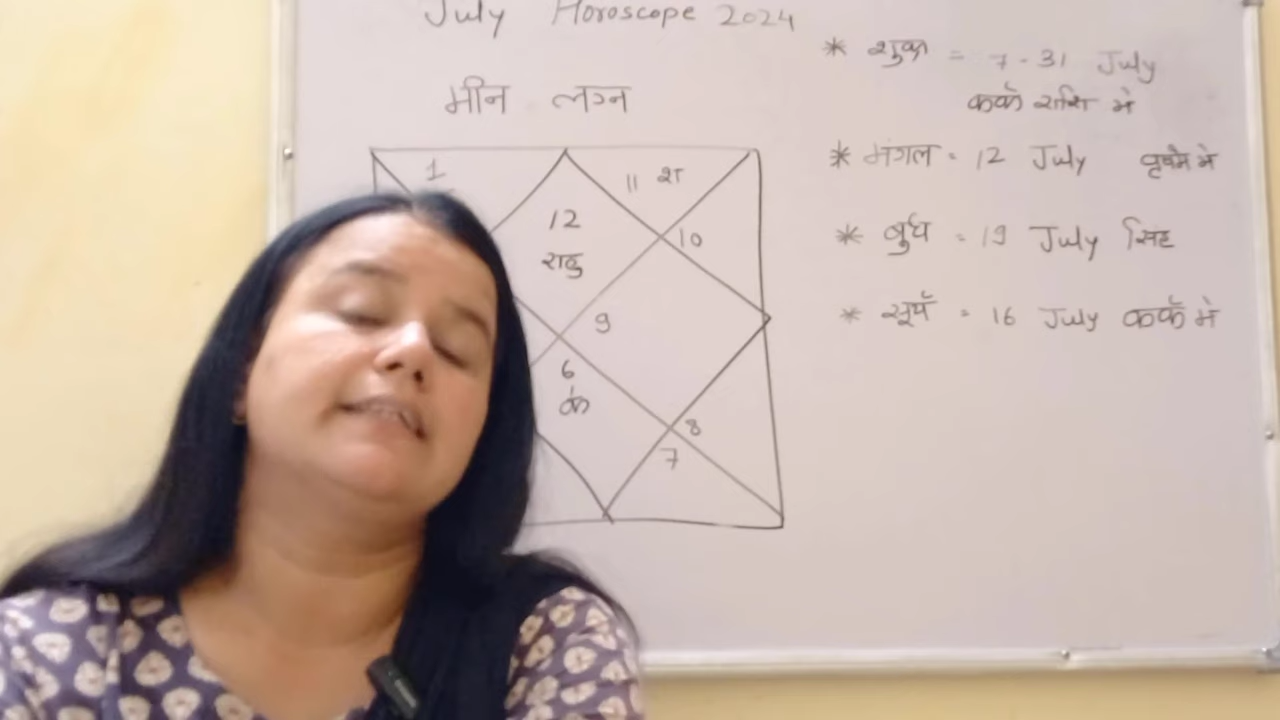 July Horoscope 2024
मीन लग्न
1
11 श
12
राहु
10
9
6
के
8
7
* शुक्र = 7-31 July
कर्क राशि में
* मंगल = 12 July वृषभ में
* बुध = 19 July सिंह
* सूर्य = 16 July कर्क में